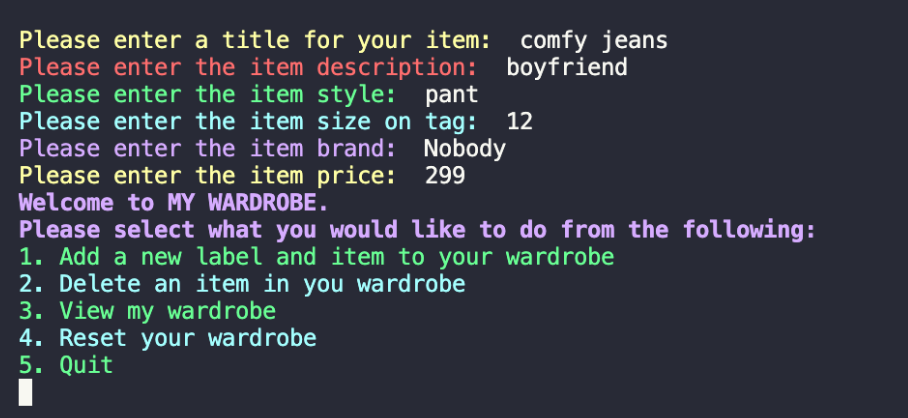 Please enter a title for your item:  comfy jeans
Please enter the item description:  boyfriend
Please enter the item style:  pant
Please enter the item size on tag:  12
Please enter the item brand:  Nobody
Please enter the item price:  299
Welcome to MY WARDROBE.
Please select what you would like to do from the following:
1. Add a new label and item to your wardrobe
2. Delete an item in you wardrobe
3. View my wardrobe
4. Reset your wardrobe
5. Quit